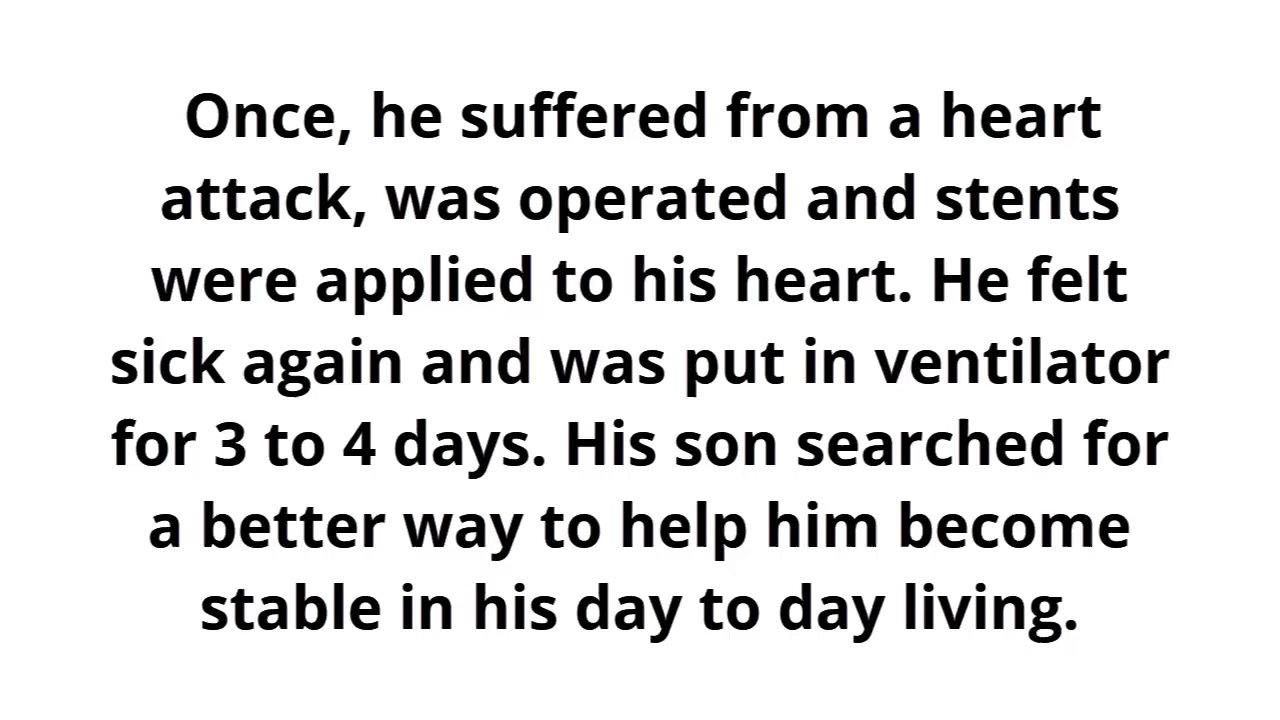 Once, he suffered from a heart
attack, was operated and stents
were applied to his heart. He felt
sick again and was put in ventilator
for 3 to 4 days. His son searched for
a better way to help him become
stable in his day to day living.